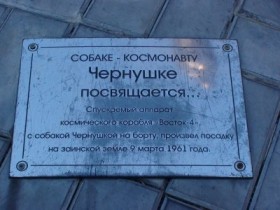 СОБАКЕ - КОСМОНАВТУ
Чернушке
посвящается...
Спускаемый аппарат
космического корабля "Восток-4"
с собакой Чернушкой на борту, произвел посадку
на заинской земле 9 марта 1961 года.